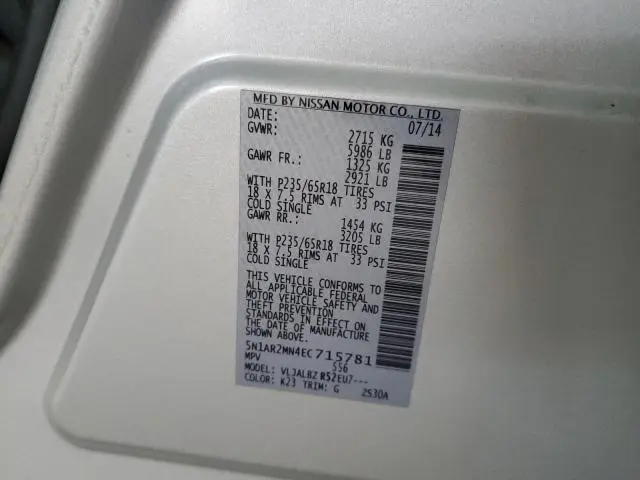 MFD BY NISSAN MOTOR CO., LTD.
DATE: 07/14
GVWR: 2715 KG
5986 LB
GAWR FR.: 1325 KG
2921 LB
WITH P235/65R18 TIRES
18 X 7.5 RIMS AT 33 PSI
COLD SINGLE
GAWR RR.: 1454 KG
3205 LB
WITH P235/65R18 TIRES
18 X 7.5 RIMS AT 33 PSI
COLD SINGLE
THIS VEHICLE CONFORMS TO
ALL APPLICABLE FEDERAL
MOTOR VEHICLE SAFETY AND
THEFT PREVENTION
STANDARDS IN EFFECT ON
THE DATE OF MANUFACTURE
SHOWN ABOVE.
5N1AR2MN4EC715781
MPV 556
MODEL: VLJALBZ R52EU7---
COLOR: K23 TRIM: G 2S30A